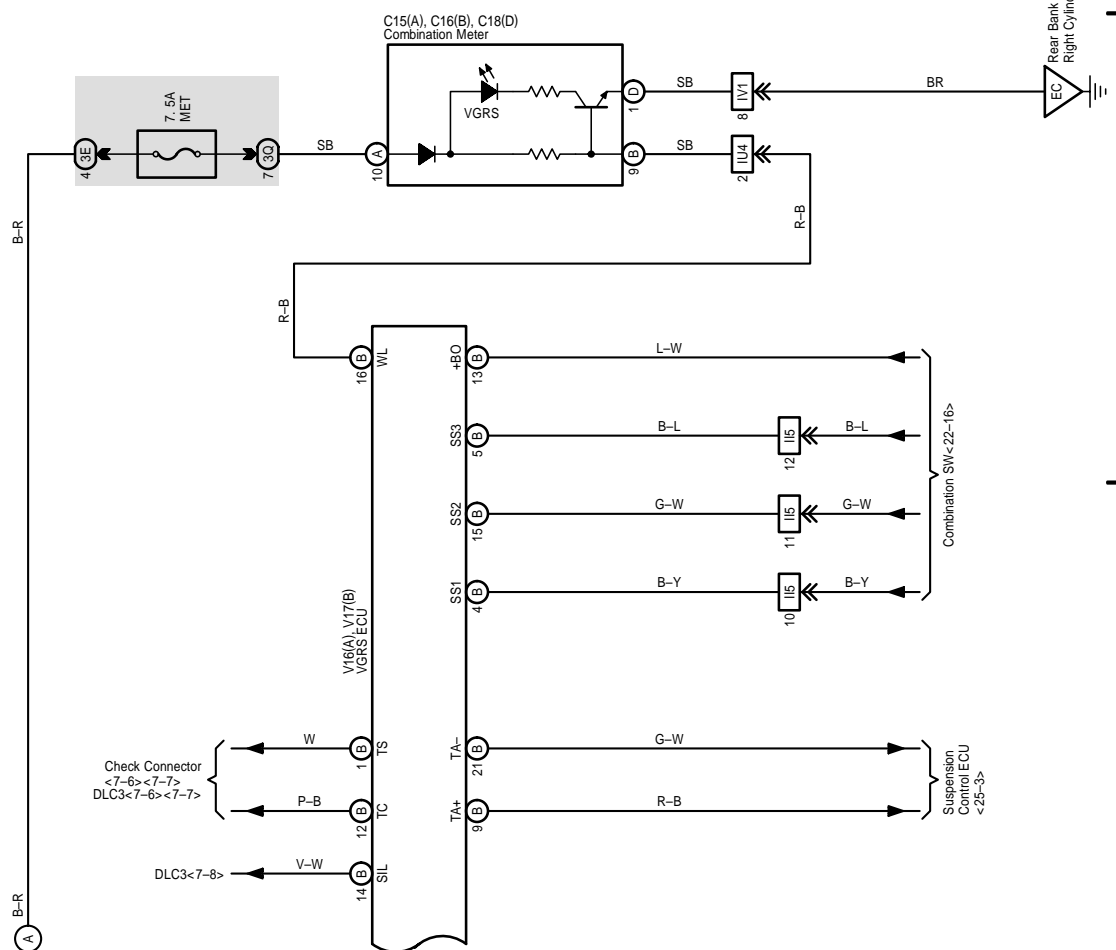 C15(A), C16(B), C18(D)
Combination Meter
7. 5A
MET
4
3E
7
3Q
SB
10
A
VGRS
1
D
SB
8
IV1
BR
EC
Rear Bank
9
B
SB
2
IU4
B–R
R–B
R–B
16
B
WL
+BO
13
B
L–W
SS3
5
B
B–L
12
II5
B–L
SS2
15
B
G–W
11
II5
G–W
SS1
4
B
B–Y
10
II5
B–Y
Combination SW<22–16>
V16(A), V17(B)
VGRS ECU
Check Connector
<7–6><7–7>
DLC3<7–6><7–7>
W
1
B
TS
P–B
12
B
TC
DLC3<7–8>
V–W
14
B
SIL
TA–
21
B
G–W
TA+
9
B
R–B
Suspension
Control ECU
<25–3>
B–R
A